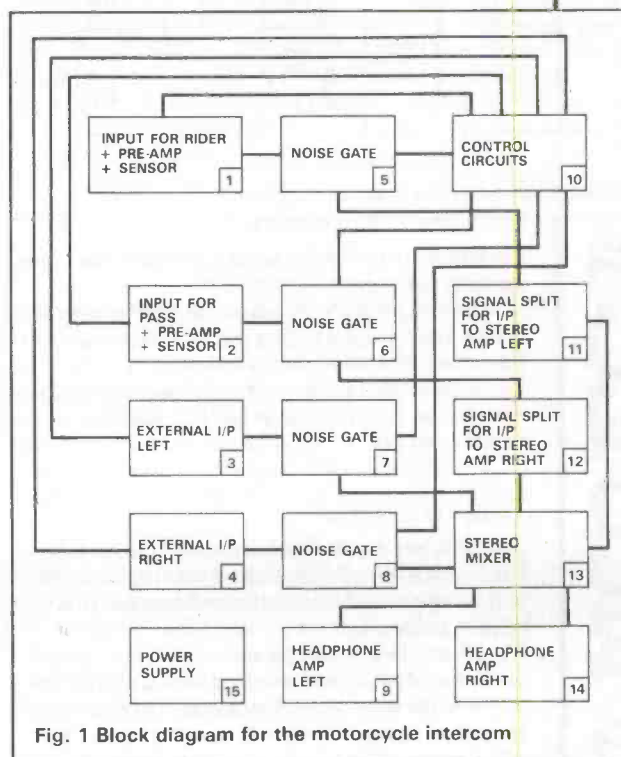 INPUT FOR RIDER
+ PRE-AMP
+ SENSOR
1
NOISE GATE
5
CONTROL
CIRCUITS
10
INPUT FOR
PASS
+ PRE-AMP
+ SENSOR
2
NOISE GATE
6
SIGNAL SPLIT
FOR I/P
TO STEREO
AMP LEFT
11
EXTERNAL I/P
LEFT
3
NOISE GATE
7
SIGNAL SPLIT
FOR I/P
TO STEREO
AMP RIGHT
12
EXTERNAL I/P
RIGHT
4
NOISE GATE
8
STEREO
MIXER
13
POWER
SUPPLY
15
HEADPHONE
AMP
LEFT
9
HEADPHONE
AMP
RIGHT
14
Fig. 1 Block diagram for the motorcycle intercom